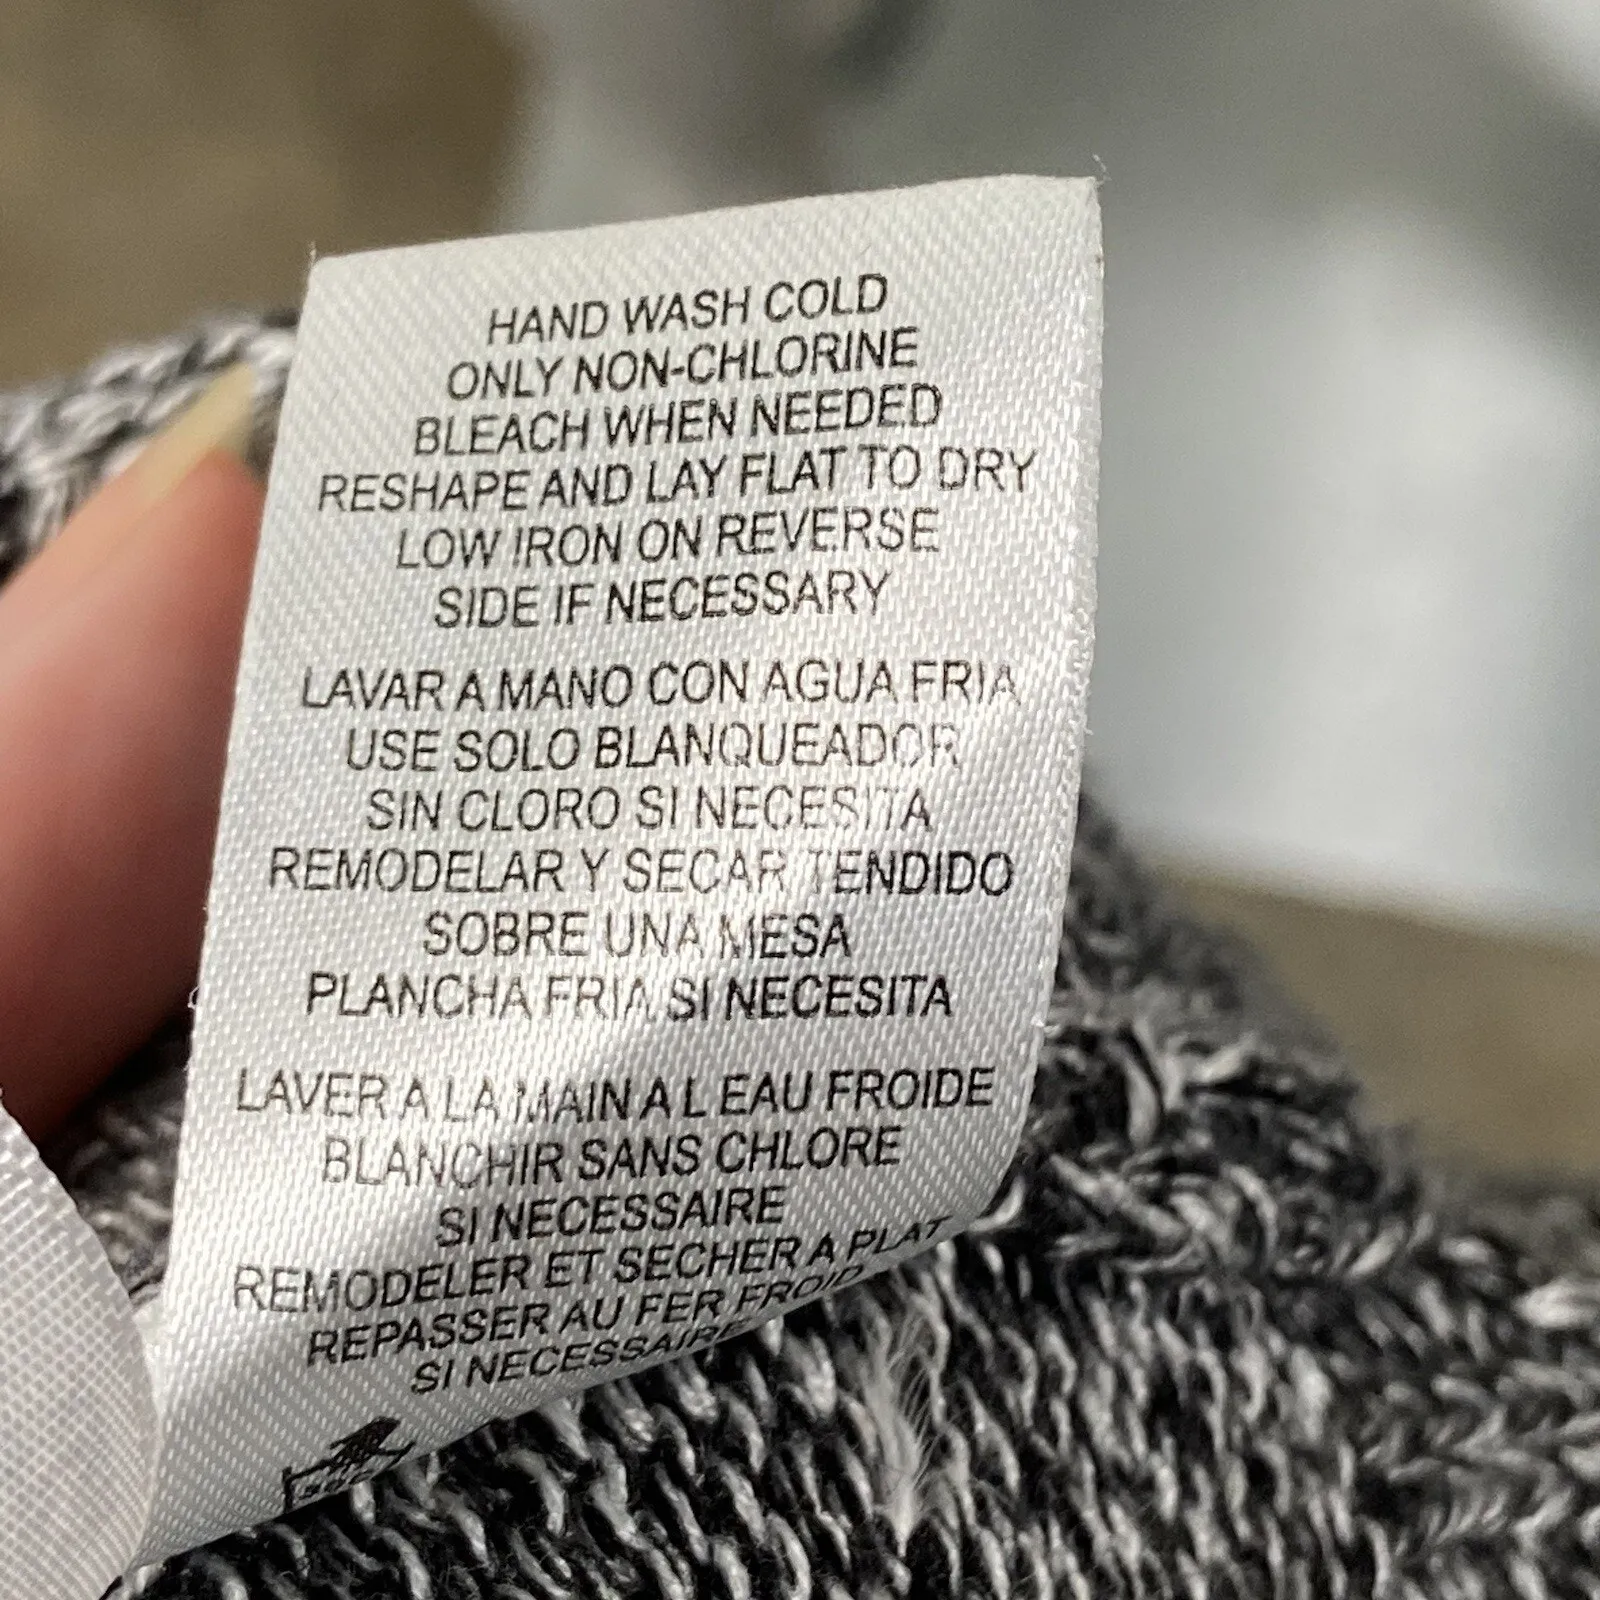 HAND WASH COLD
ONLY NON-CHLORINE
BLEACH WHEN NEEDED
RESHAPE AND LAY FLAT TO DRY
LOW IRON ON REVERSE
SIDE IF NECESSARY
LAVAR A MANO CON AGUA FRIA
USE SOLO BLANQUEADOR
SIN CLORO SI NECESITA
REMODELAR Y SECAR TENDIDO
SOBRE UNA MESA
PLANCHA FRIA SI NECESITA
LAVER A LA MAIN A L EAU FROIDE
BLANCHIR SANS CHLORE
SI NECESSAIRE
REMODELER ET SECHER A PLAT
REPASSER AU FER FROID
SI NECESSAIRE